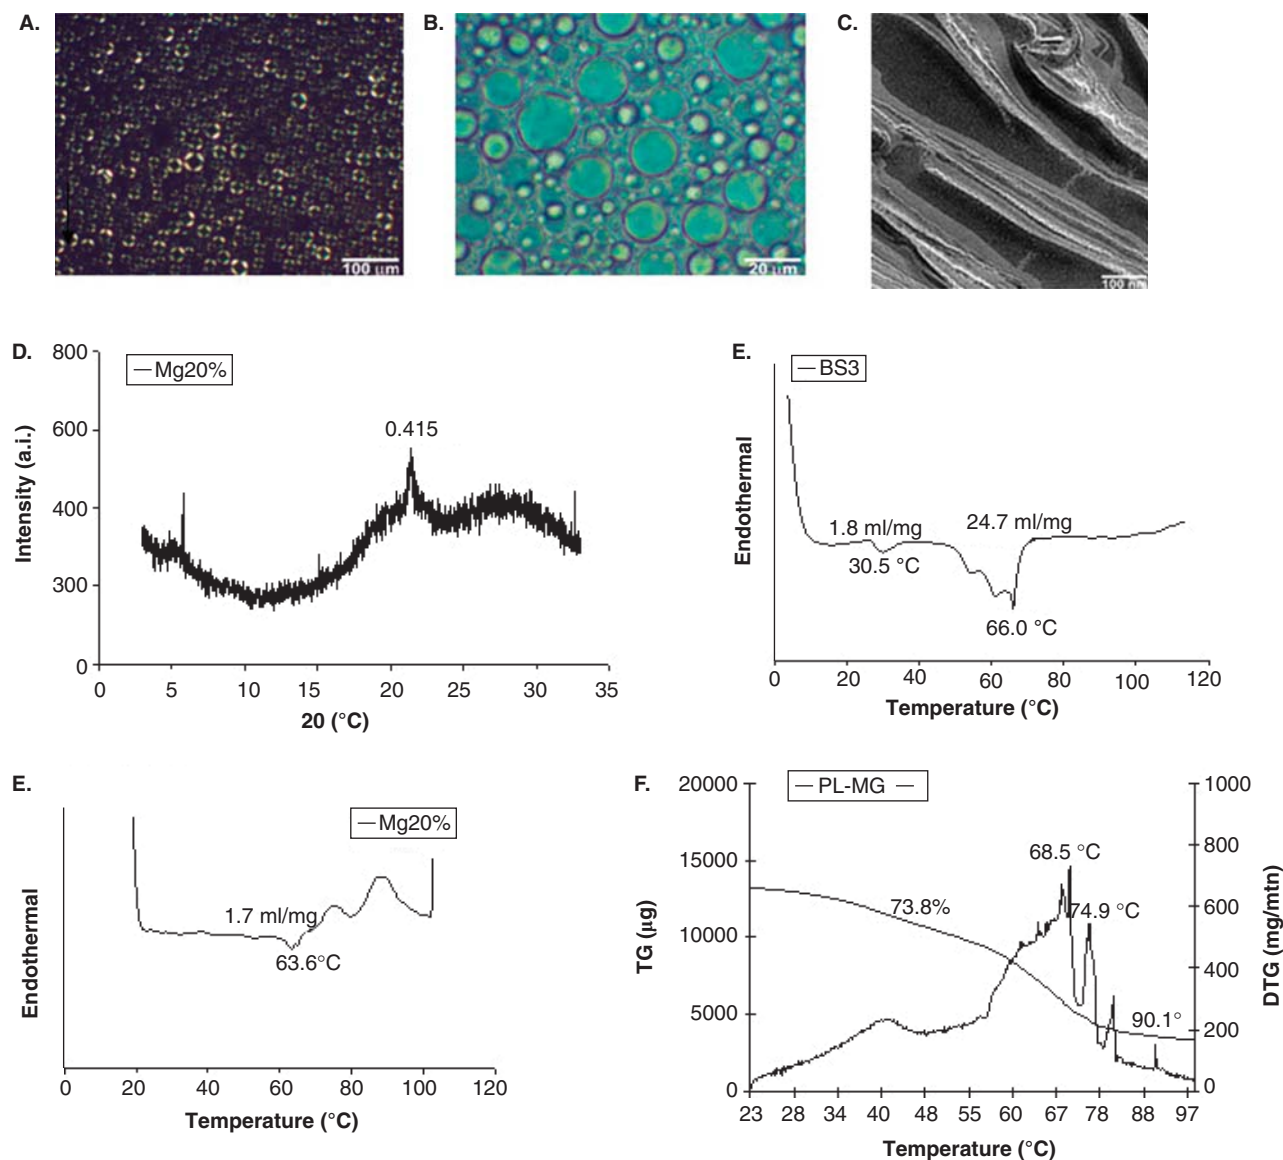 A.
B.
C.
100 μm
20 μm
100 nm
D.
800
600
400
300
0
Intensity (a.i.)
Mg20%
0.415
0 5 10 15 20 25 30 35
20 (°C)
E.
Endothermal
BS3
1.8 ml/mg
30.5 °C
24.7 ml/mg
66.0 °C
0 20 40 60 80 100 120
Temperature (°C)
E.
Endothermal
Mg20%
1.7 ml/mg
63.6°C
0 20 40 60 80 100 120
Temperature (°C)
F.
20000
15000
10000
5000
0
TG (μg)
PL-MG
73.8%
68.5 °C
74.9 °C
90.1°
1000
800
600
400
200
0
DTG (mg/mtn)
23 28 34 40 48 55 60 67 78 88 97
Temperature (°C)